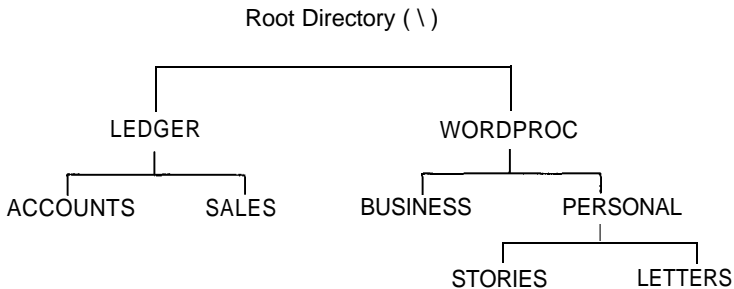 Root Directory ( \ )
LEDGER WORDPROC
ACCOUNTS SALES BUSINESS PERSONAL
STORIES LETTERS